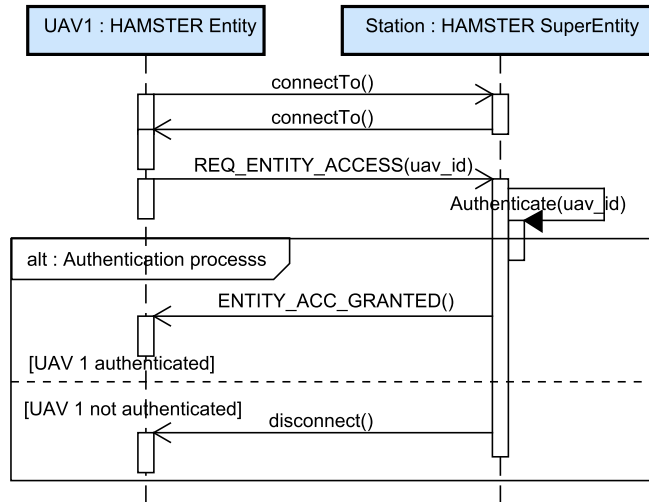 UAV1 : HAMSTER Entity
Station : HAMSTER SuperEntity
connectTo()
connectTo()
REQ_ENTITY_ACCESS(uav_id)
Authenticate(uav_id)
alt : Authentication processs
ENTITY_ACC_GRANTED()
[UAV 1 authenticated]
[UAV 1 not authenticated]
disconnect()